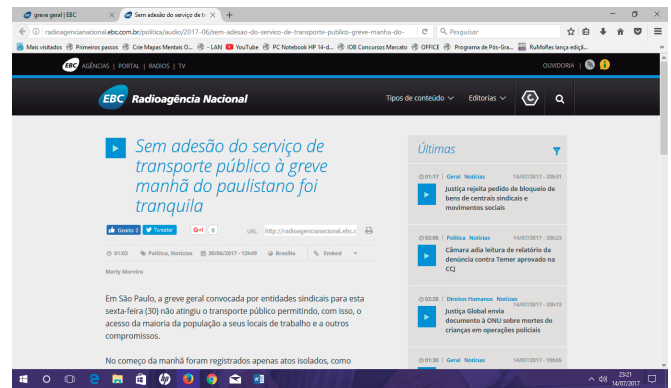 greve geral | EBC
Sem adesão do serviço de tr
radioagencianacional.ebc.com.br/politica/audio/2017-06/sem-adesao-do-servico-de-transporte-publico-greve-manha-do-
Pesquisar
Mais visitados Primeiros passos Crie Mapas Mentais O... - LAN YouTube PC Notebook HP 14-d... IOB Concursos Marcato OFFICE Programa de Pós-Gra... RuMoRes lança ediçã...
EBC AGÊNCIAS | PORTAL | RADIOS | TV
OUVIDORIA |
EBC Radioagência Nacional
Tipos de conteúdo
Editorias
Sem adesão do serviço de
transporte público à greve
manhã do paulistano foi
tranquila
Gosto 0 Tweetar G+1 0 URL: http://radioagencianacional.ebc.c
01:03 Política, Notícias 30/06/2017 - 12h49 Brasília Embed
Marly Moreira
Em São Paulo, a greve geral convocada por entidades sindicais para esta
sexta-feira (30) não atingiu o transporte público permitindo, com isso, o
acesso da maioria da população a seus locais de trabalho e a outros
compromissos.
No começo da manhã foram registrados apenas atos isolados, como
Últimas
01:17 | Geral Notícias 14/07/2017 - 20h31
Justiça rejeita pedido de bloqueio de
bens de centrais sindicais e
movimentos sociais
02:06 | Política Notícias 14/07/2017 - 20h23
Câmara adia leitura de relatório da
denúncia contra Temer aprovado na
CCJ
02:28 | Direitos Humanos Notícias
14/07/2017 - 20h13
Justiça Global envia
documento à ONU sobre mortes de
crianças em operações policiais
01:30 | Geral Notícias 14/07/2017 - 19h55
23:21
14/07/2017